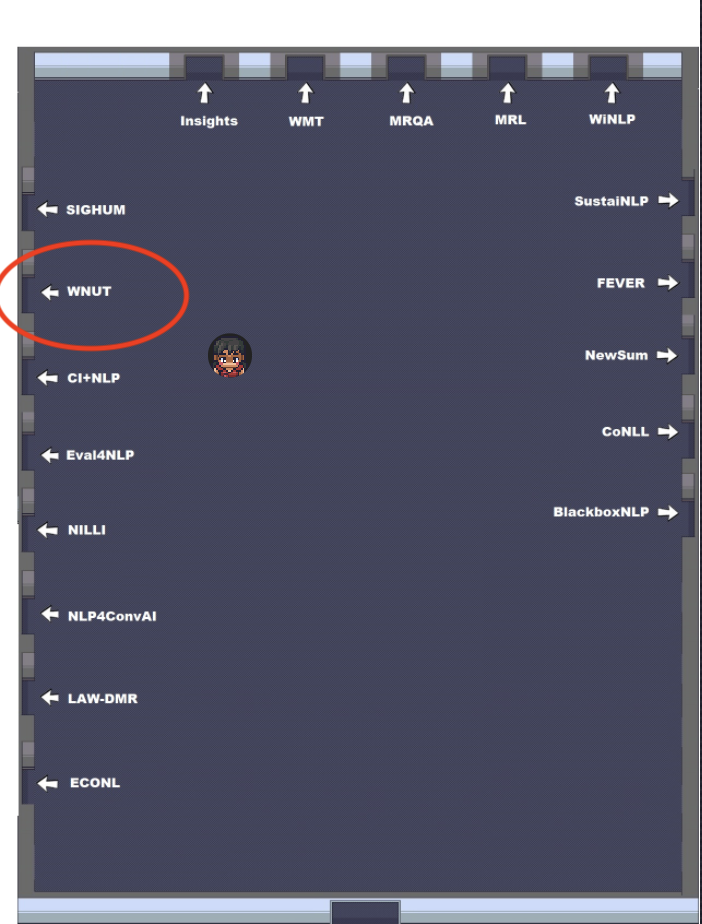 Insights
WMT
MRQA
MRL
WiNLP
SIGHUM
WNUT
CI+NLP
Eval4NLP
NILLI
NLP4ConvAI
LAW-DMR
ECONL
SustaiNLP
FEVER
NewSum
CoNLL
BlackboxNLP